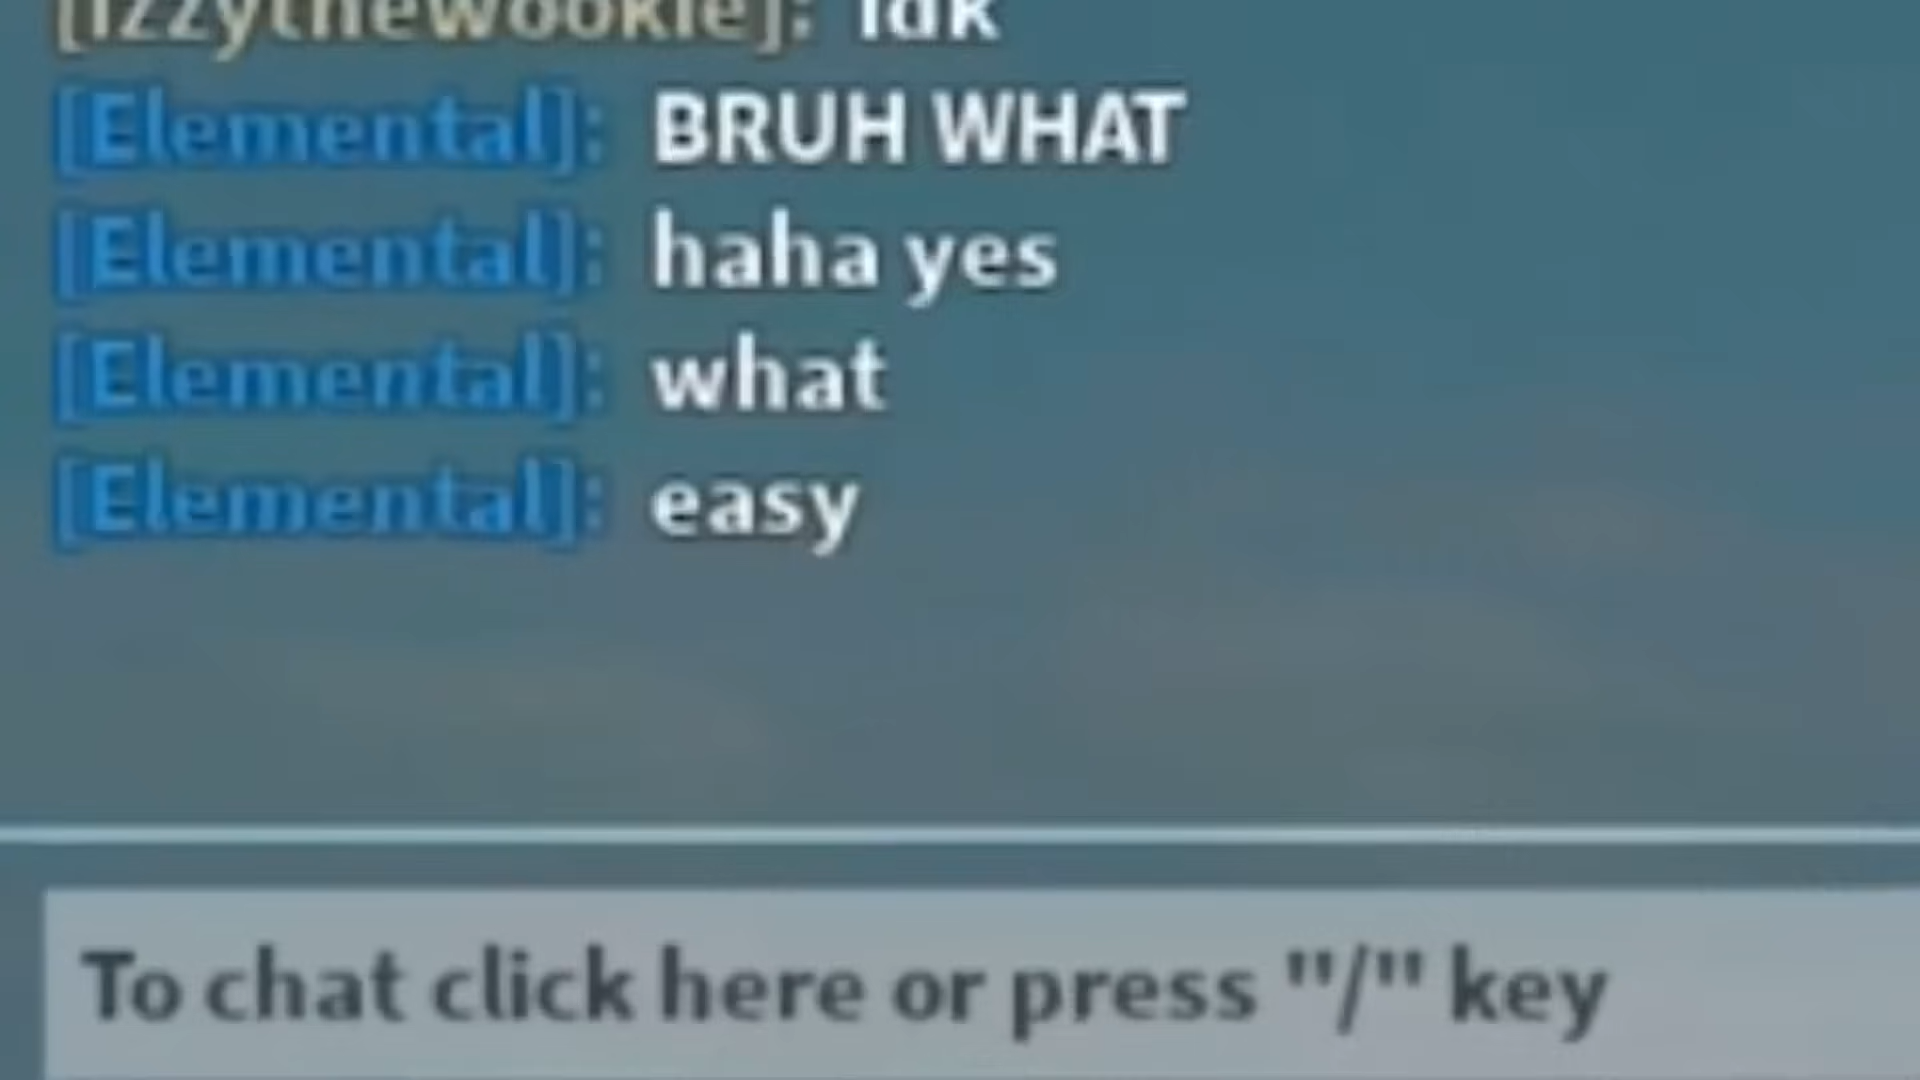 [izzythewookie]: idk
[Elemental]: BRUH WHAT
[Elemental]: haha yes
[Elemental]: what
[Elemental]: easy
To chat click here or press "/" key